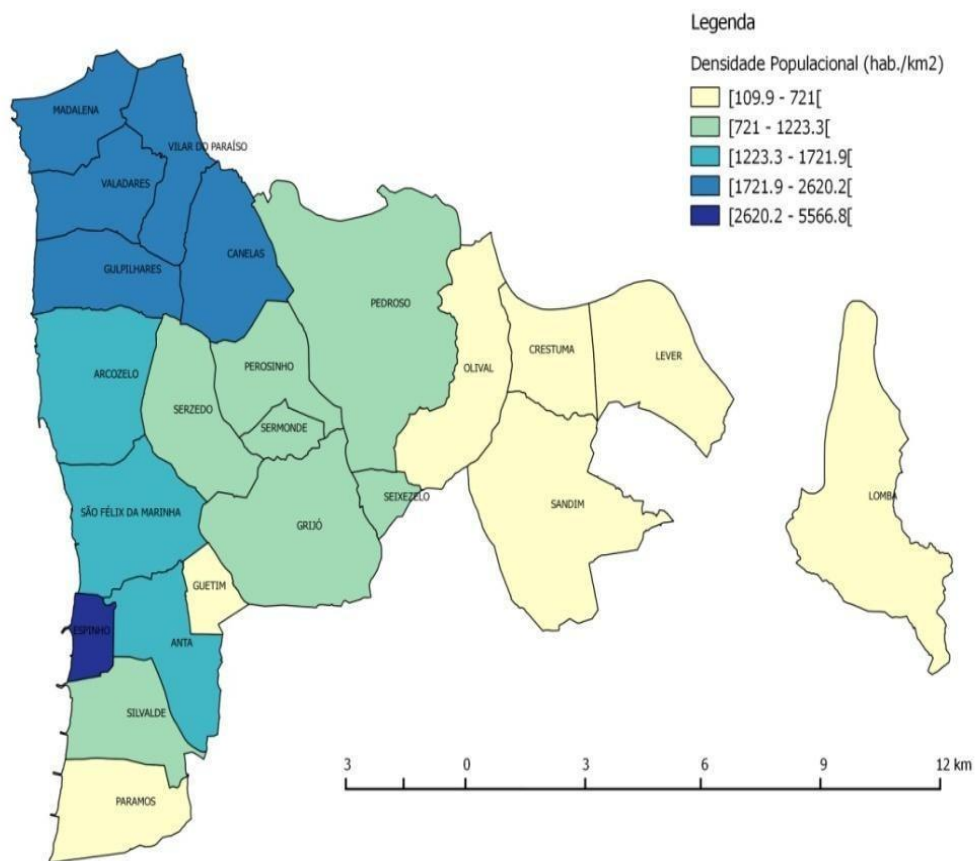 Legenda
Densidade Populacional (hab./km2)
[109.9 - 721[
[721 - 1223.3[
[1223.3 - 1721.9[
[1721.9 - 2620.2[
[2620.2 - 5566.8[
MADALENA
VILAR DO PARAÍSO
VALADARES
CANELAS
GULPILHARES
PEDROSO
CRESTUMA
LEVER
PEROSINHO
OLIVAL
ARCOZELO
SERZEDO
SERMONDE
SEIXEZELO
LOMBA
SANDIM
SÃO FÉLIX DA MARINHA
GRIJÓ
GUETIM
ESPINHO
ANTA
SILVALDE
3 0 3 6 9 12 km
PARAMOS